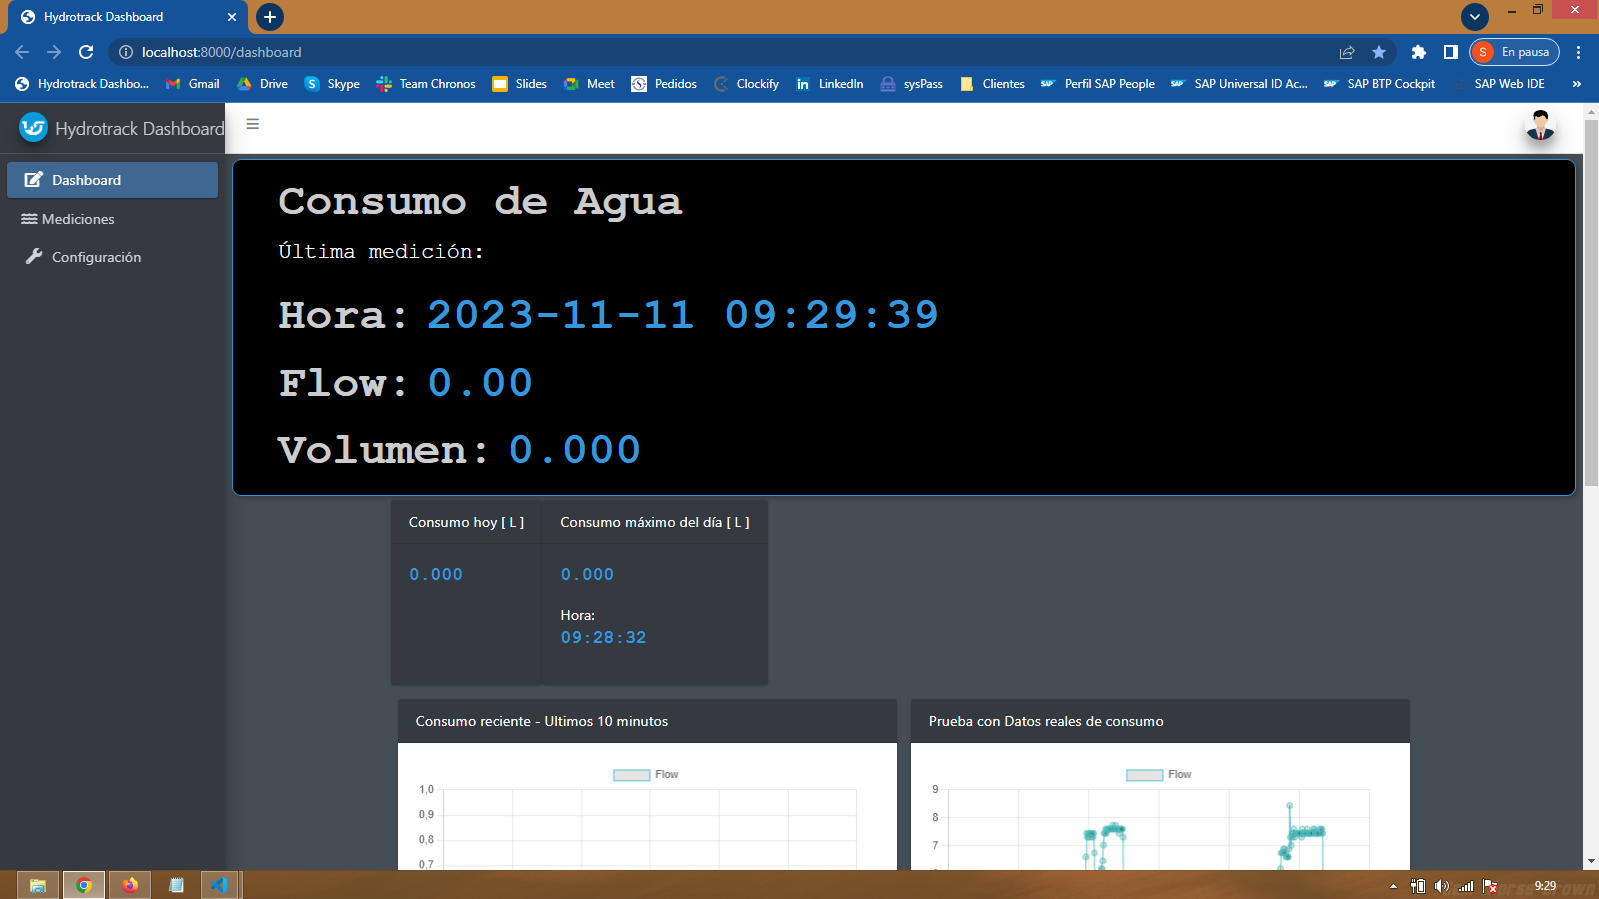 Hydrotrack Dashboard
localhost:8000/dashboard
En pausa
S
Hydrotrack Dashbo...
Gmail
Drive
Skype
Team Chronos
Slides
Meet
Pedidos
Clockify
LinkedIn
sysPass
Clientes
Perfil SAP People
SAP Universal ID Ac...
SAP BTP Cockpit
SAP Web IDE
Hydrotrack Dashboard
Dashboard
Mediciones
Configuración
Consumo de Agua
Última medición:
Hora: 2023-11-11 09:29:39
Flow: 0.00
Volumen: 0.000
Consumo hoy [ L ]
0.000
Consumo máximo del día [ L ]
0.000
Hora:
09:28:32
Consumo reciente - Ultimos 10 minutos
Flow
1,0
0,9
0,8
0,7
Prueba con Datos reales de consumo
Flow
9
8
7
9:29